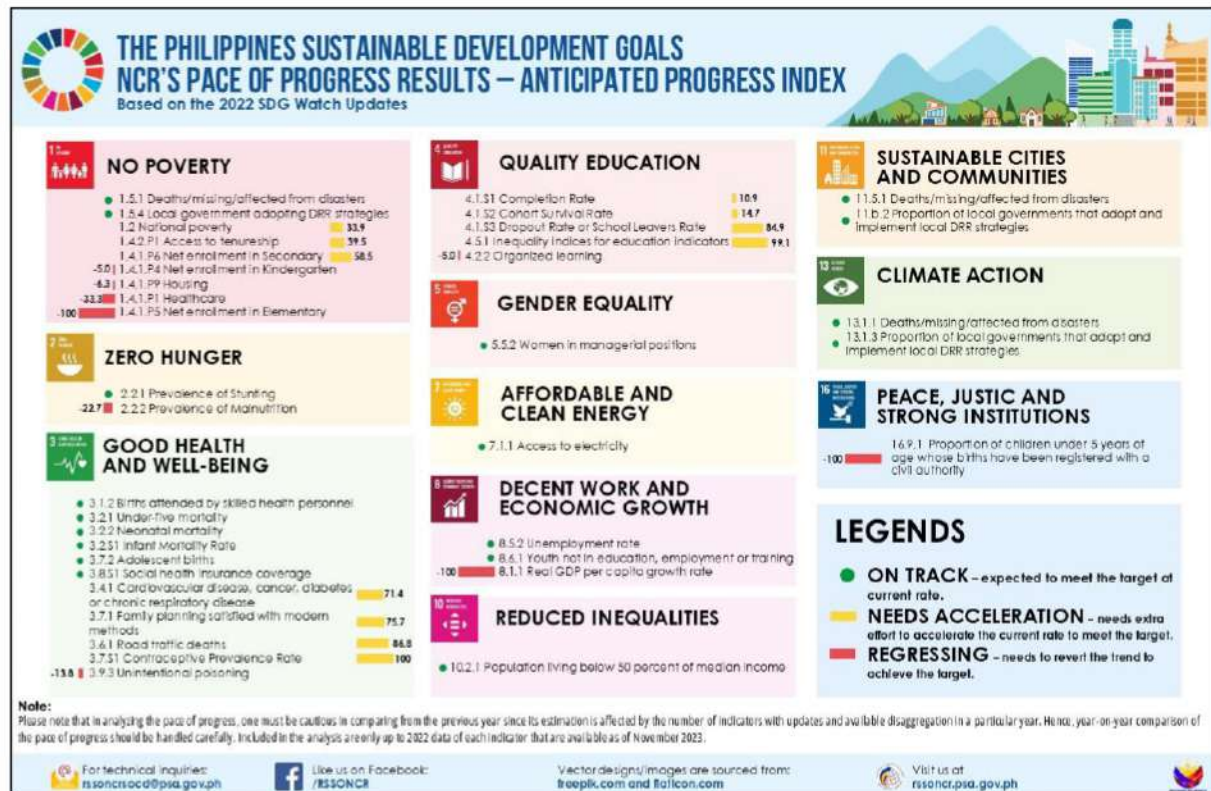 THE PHILIPPINES SUSTAINABLE DEVELOPMENT GOALS
NCR'S PACE OF PROGRESS RESULTS – ANTICIPATED PROGRESS INDEX
Based on the 2022 SDG Watch Updates
1
NO POVERTY
1.5.1 Deaths/missing/affected from disasters
1.5.4 Local government adopting DRR strategies
1.2 National poverty 33.9
1.4.2.P1 Access to tenureship 39.5
1.4.1.P6 Net enrolment in Secondary 58.5
-5.0 1.4.1.P4 Net enrollment in Kindergarten
-6.3 1.4.1.P9 Housing
-33.3 1.4.1.P1 Healthcare
-100 1.4.1.P5 Net enrollment in Elementary
2
ZERO HUNGER
2.2.1 Prevalence of Stunting
-22.7 2.2.2 Prevalence of Malnutrition
3
GOOD HEALTH
AND WELL-BEING
3.1.2 Births attended by skilled health personnel
3.2.1 Under-five mortality
3.2.2 Neonatal mortality
3.2S1 Infant Mortality Rate
3.7.2 Adolescent births
3.8S1 Social health insurance coverage
3.4.1 Cardiovascular disease, cancer, diabetes
or chronic respiratory disease 71.4
3.7.1 Family planning satisfied with modern
methods 75.7
3.6.1 Road traffic deaths 86.8
3.7S1 Contraceptive Prevalence Rate 100
-13.8 3.9.3 Unintentional poisoning
4
QUALITY EDUCATION
4.1.S1 Completion Rate 10.9
4.1.S2 Cohort Survival Rate 14.7
4.1.S3 Dropout Rate or School Leavers Rate 84.9
4.5.1 Inequality indices for education indicators 99.1
-5.0 4.2.2 Organized learning
5
GENDER EQUALITY
5.5.2 Women in managerial positions
7
AFFORDABLE AND
CLEAN ENERGY
7.1.1 Access to electricity
8
DECENT WORK AND
ECONOMIC GROWTH
8.5.2 Unemployment rate
8.6.1 Youth not in education, employment or training
-100 8.1.1 Real GDP per capita growth rate
10
REDUCED INEQUALITIES
10.2.1 Population living below 50 percent of median income
11
SUSTAINABLE CITIES
AND COMMUNITIES
11.5.1 Deaths/missing/affected from disasters
11.b.2 Proportion of local governments that adopt and
implement local DRR strategies
13
CLIMATE ACTION
13.1.1 Deaths/missing/affected from disasters
13.1.3 Proportion of local governments that adopt and
implement local DRR strategies
16
PEACE, JUSTIC AND
STRONG INSTITUTIONS
16.9.1 Proportion of children under 5 years of
-100 age whose births have been registered with a
civil authority
LEGENDS
ON TRACK – expected to meet the target at
current rate.
NEEDS ACCELERATION – needs extra
effort to accelerate the current rate to meet the target.
REGRESSING – needs to revert the trend to
achieve the target.
Note:
Please note that in analyzing the pace of progress, one must be cautious in comparing from the previous year since its estimation is affected by the number of indicators with updates and available disaggregation in a particular year. Hence, year-on-year comparison of
the pace of progress should be handled carefully. Included in the analysis are only up to 2022 data of each indicator that are available as of November 2023.
For technical inquiries:
rssoncrsocd@psa.gov.ph
Like us on Facebook:
/RSSONCR
Vector designs/images are sourced from:
freepik.com and flaticon.com
Visit us at
rssoncr.psa.gov.ph